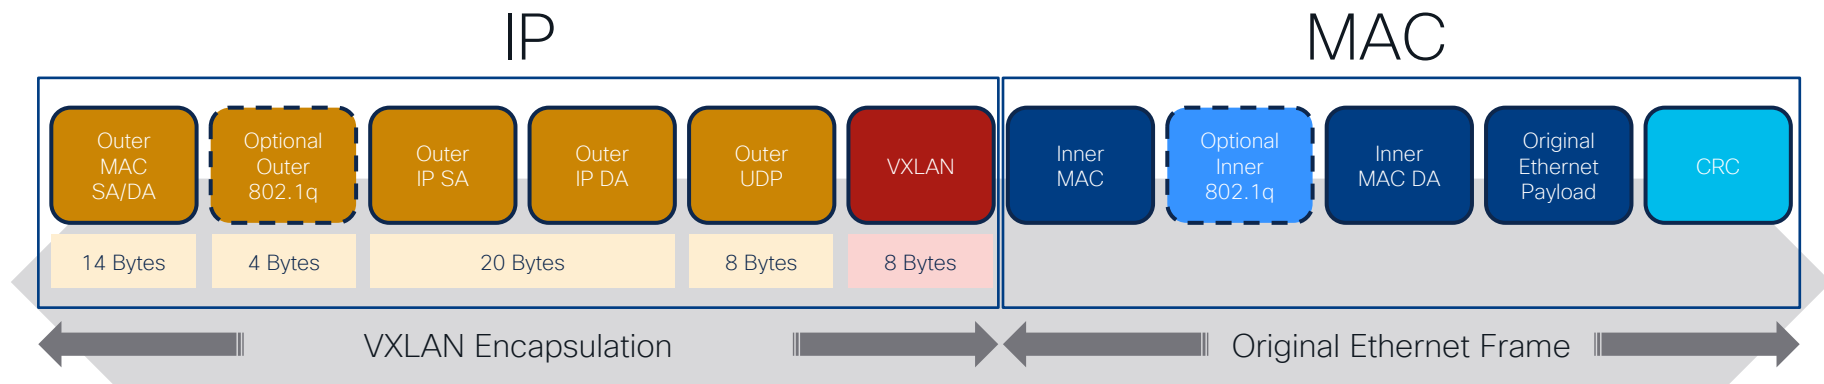 IP
MAC
Outer
MAC
SA/DA
Optional
Outer
802.1q
Outer
IP SA
Outer
IP DA
Outer
UDP
VXLAN
Inner
MAC
Optional
Inner
802.1q
Inner
MAC DA
Original
Ethernet
Payload
CRC
14 Bytes
4 Bytes
20 Bytes
8 Bytes
8 Bytes
VXLAN Encapsulation
Original Ethernet Frame